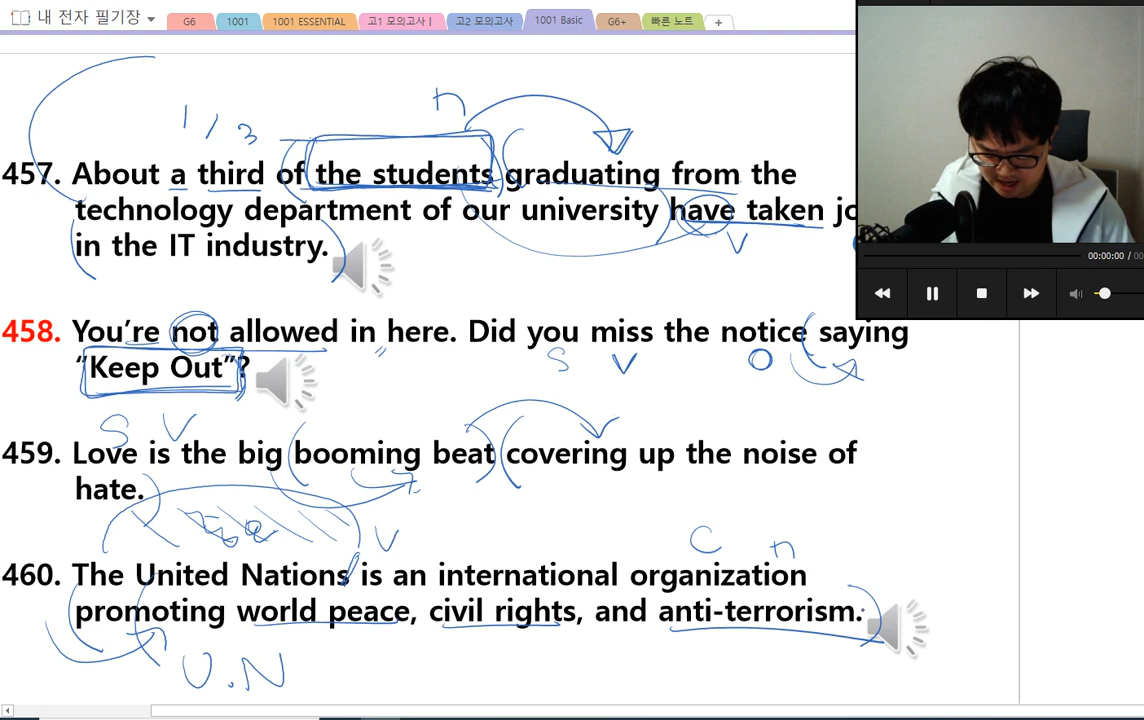 내 전자 필기장
G6 1001 1001 ESSENTIAL 고1 모의고사 I 고2 모의고사 1001 Basic G6+ 빠른 노트 +
n
1/3
457. About a third of the students graduating from the
technology department of our university have taken jo
in the IT industry.
V
00:00:00 / 00
458. You're not allowed in here. Did you miss the notice saying
S V O
"Keep Out"?
S V
459. Love is the big booming beat covering up the noise of
hate.
V C n
460. The United Nations is an international organization
promoting world peace, civil rights, and anti-terrorism.
U.N